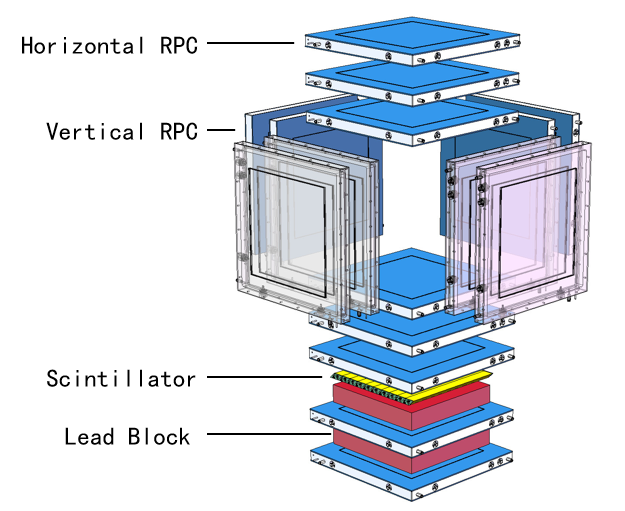 Horizontal RPC
Vertical RPC
Scintillator
Lead Block